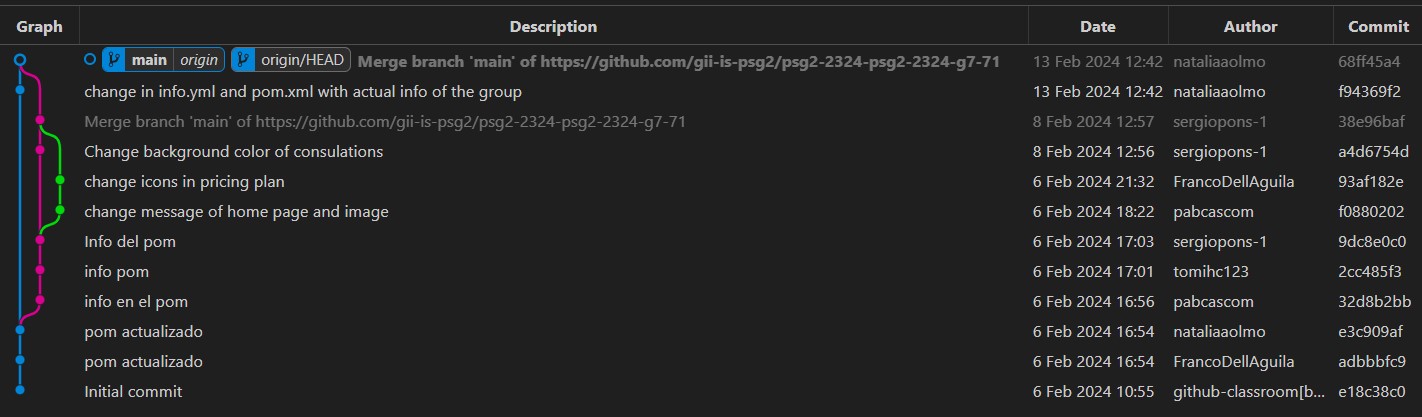 Graph Description Date Author Commit
main origin origin/HEAD Merge branch 'main' of https://github.com/gii-is-psg2/psg2-2324-psg2-2324-g7-71 13 Feb 2024 12:42 nataliaaolmo 68ff45a4
change in info.yml and pom.xml with actual info of the group 13 Feb 2024 12:42 nataliaaolmo f94369f2
Merge branch 'main' of https://github.com/gii-is-psg2/psg2-2324-psg2-2324-g7-71 8 Feb 2024 12:57 sergiopons-1 38e96baf
Change background color of consulations 8 Feb 2024 12:56 sergiopons-1 a4d6754d
change icons in pricing plan 6 Feb 2024 21:32 FrancoDellAguila 93af182e
change message of home page and image 6 Feb 2024 18:22 pabcascom f0880202
Info del pom 6 Feb 2024 17:03 sergiopons-1 9dc8e0c0
info pom 6 Feb 2024 17:01 tomihc123 2cc485f3
info en el pom 6 Feb 2024 16:56 pabcascom 32d8b2bb
pom actualizado 6 Feb 2024 16:54 nataliaaolmo e3c909af
pom actualizado 6 Feb 2024 16:54 FrancoDellAguila adbbbfc9
Initial commit 6 Feb 2024 10:55 github-classroom[b... e18c38c0